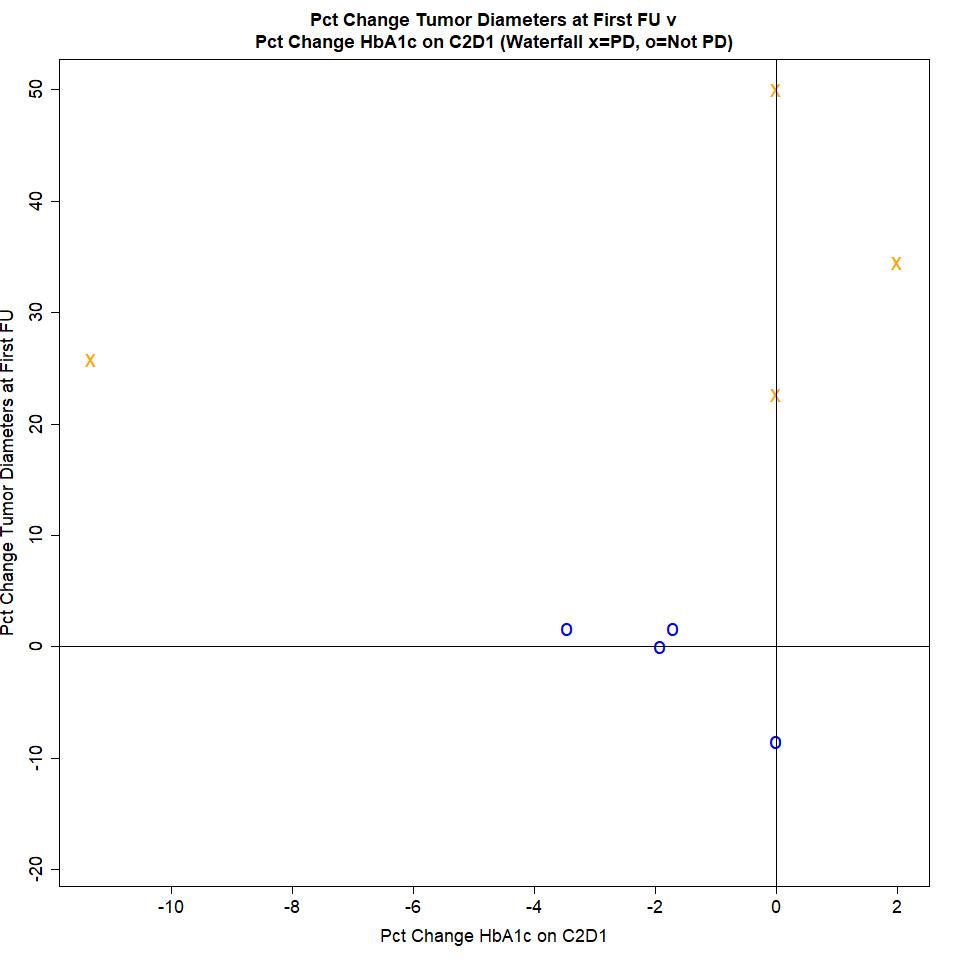 Pct Change Tumor Diameters at First FU v
Pct Change HbA1c on C2D1 (Waterfall x=PD, o=Not PD)
Pct Change Tumor Diameters at First FU
50
40
30
20
10
0
-10
-20
X
X
X
X
O
O
O
O
-10 -8 -6 -4 -2 0 2
Pct Change HbA1c on C2D1